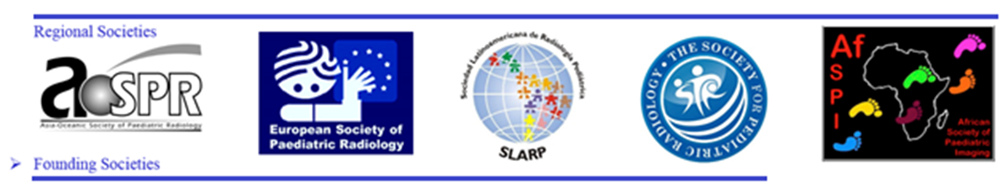 Regional Societies
aoSPR
Asia-Oceanic Society of Paediatric Radiology
European Society of
Paediatric Radiology
Sociedad Latinoamericana de Radiología Pediátrica
SLARP
THE SOCIETY FOR PEDIATRIC RADIOLOGY
Af
S
P
I
African
Society of
Paediatric
Imaging
➢ Founding Societies